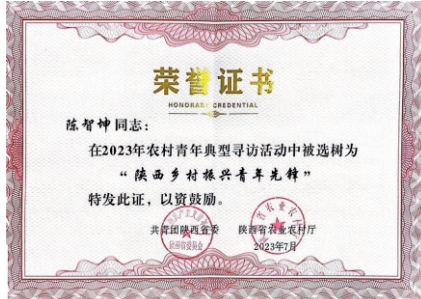 荣誉证书
HONORARY CREDENTIAL
陈智坤同志：
在2023年农村青年典型寻访活动中被选树为
“陕西乡村振兴青年先锋”
特发此证，以资鼓励。
共青团陕西省委 陕西省农业农村厅
2023年7月